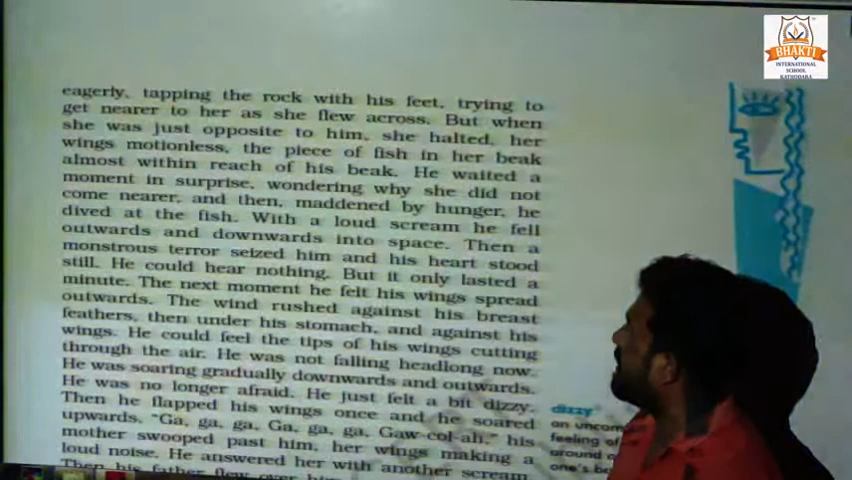 BHAKTI
INTERNATIONAL
SCHOOL
KATHODARA
eagerly, tapping the rock with his feet, trying to
get nearer to her as she flew across. But when
she was just opposite to him, she halted, her
wings motionless, the piece of fish in her beak
almost within reach of his beak. He waited a
moment in surprise, wondering why she did not
come nearer, and then, maddened by hunger, he
dived at the fish. With a loud scream he fell
outwards and downwards into space. Then a
monstrous terror seized him and his heart stood
still. He could hear nothing. But it only lasted a
minute. The next moment he felt his wings spread
outwards. The wind rushed against his breast
feathers, then under his stomach, and against his
wings. He could feel the tips of his wings cutting
through the air. He was not falling headlong now.
He was soaring gradually downwards and outwards.
He was no longer afraid. He just felt a bit dizzy.
Then he flapped his wings once and he soared
upwards. "Ga, ga, ga, Ga, ga, ga, Gaw-col-ah," his
mother swooped past him, her wings making a
loud noise. He answered her with another scream
Then his father flew over
dizzy
an
feeling of
around
one's